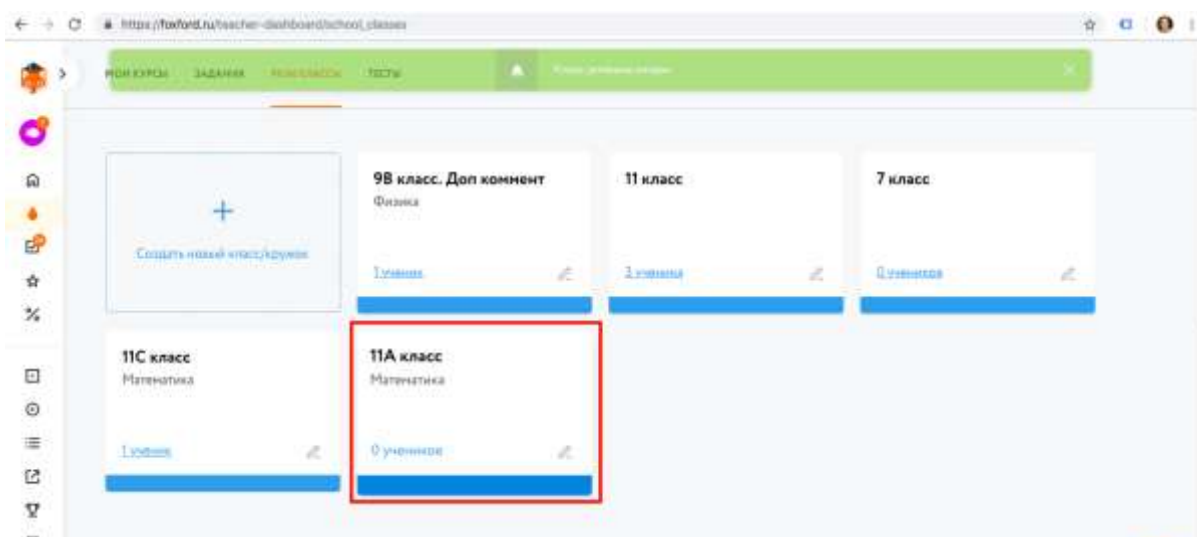 https://foxford.ru/teacher-dashboard/school_classes
МОИ КУРСЫ ЗАДАНИЯ МОИ КЛАССЫ ТЕСТЫ
9В класс. Доп коммент
Физика
1 ученик
11 класс
3 ученика
7 класс
0 учеников
Создать новый класс/кружок
11С класс
Математика
1 ученик
11А класс
Математика
0 учеников